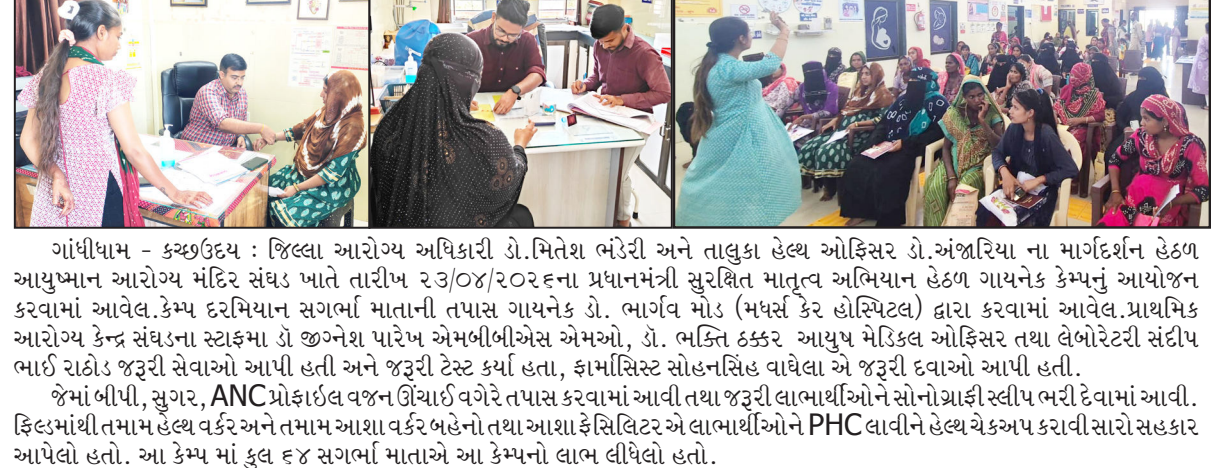 ગાંધીધામ - કચ્છઉદય : જિલ્લા આરોગ્ય અધિકારી ડો.મિતેશ ભંડેરી અને તાલુકા હેલ્થ ઓફિસર ડો.અંજારિયા ના માર્ગદર્શન હેઠળ
આયુષ્માન આરોગ્ય મંદિર સંઘડ ખાતે તારીખ ૨૩/૦૪/૨૦૨૬ના પ્રધાનમંત્રી સુરક્ષિત માતૃત્વ અભિયાન હેઠળ ગાયનેક કેમ્પનું આયોજન
કરવામાં આવેલ.કેમ્પ દરમિયાન સગર્ભા માતાની તપાસ ગાયનેક ડો. ભાર્ગવ મોડ (મધર્સ કેર હોસ્પિટલ) દ્વારા કરવામાં આવેલ.પ્રાથમિક
આરોગ્ય કેન્દ્ર સંઘડના સ્ટાફમા ડૉ જીગ્નેશ પારેખ એમબીબીએસ એમઓ, ડૉ. ભક્તિ ઠક્કર આયુષ મેડિકલ ઓફિસર તથા લેબોરેટરી સંદીપ
ભાઈ રાઠોડ જરૂરી સેવાઓ આપી હતી અને જરૂરી ટેસ્ટ કર્યા હતા, ફાર્માસિસ્ટ સોહનસિંહ વાઘેલા એ જરૂરી દવાઓ આપી હતી.
જેમાં બીપી, સુગર, ANC પ્રોફાઇલ વજન ઊંચાઈ વગેરે તપાસ કરવામાં આવી તથા જરૂરી લાભાર્થીઓને સોનોગ્રાફી સ્લીપ ભરી દેવામાં આવી.
ફિલ્ડમાંથી તમામ હેલ્થ વર્કર અને તમામ આશા વર્કર બહેનો તથા આશા ફેસિલિટર એ લાભાર્થીઓને PHC લાવીને હેલ્થ ચેકઅપ કરાવી સારો સહકાર
આપેલો હતો. આ કેમ્પ માં કુલ ૬૪ સગર્ભા માતાએ આ કેમ્પનો લાભ લીધેલો હતો.